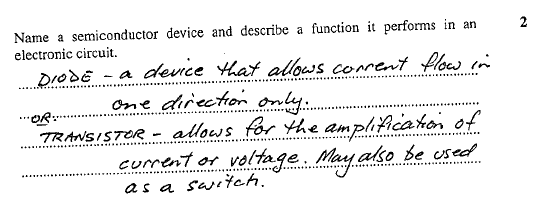 Name a semiconductor device and describe a function it performs in an 2
electronic circuit.
DIODE - a device that allows current flow in
one direction only.
OR:
TRANSISTOR - allows for the amplification of
current or voltage. May also be used
as a switch.